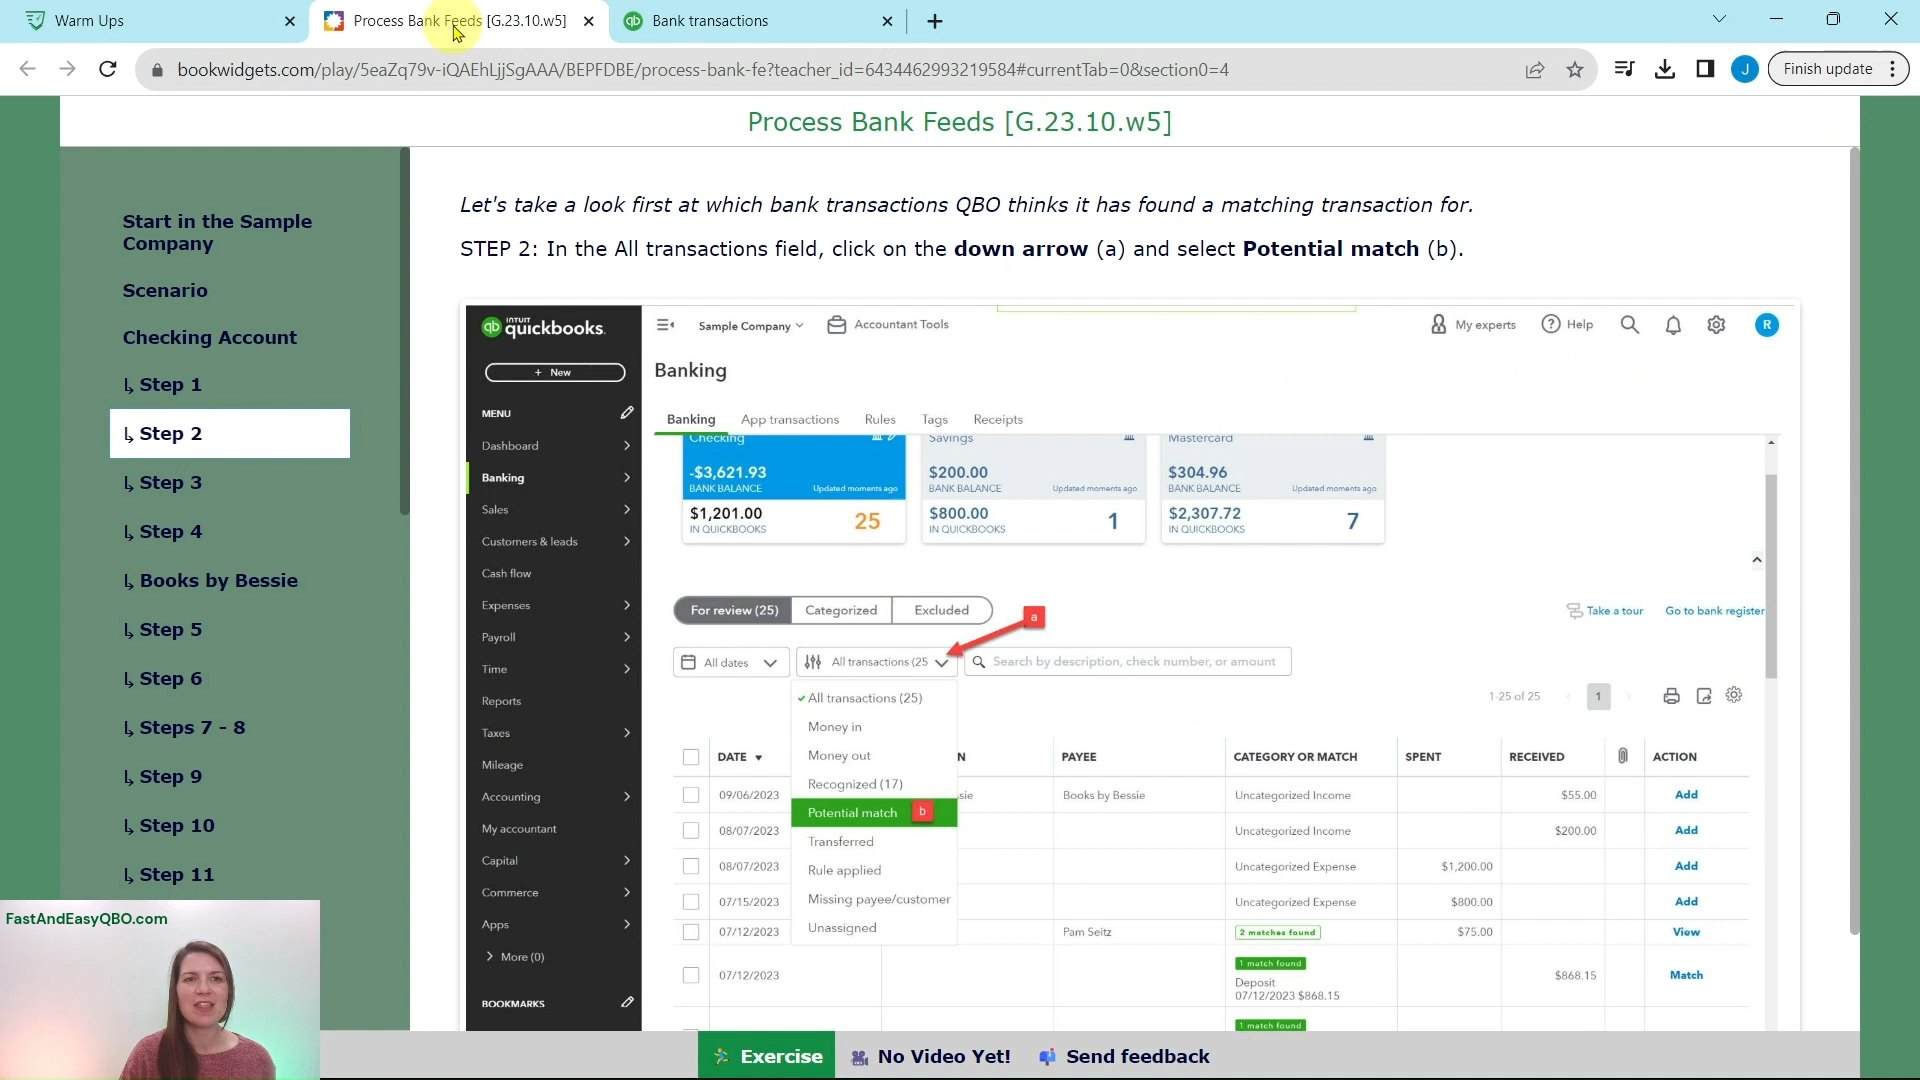 Warm Ups
Process Bank Feeds [G.23.10.w5]
Bank transactions
bookwidgets.com/play/5eaZq79v-iQAEhLjjSgAAA/BEPFDBE/process-bank-fe?teacher_id=6434462993219584#currentTab=0&section0=4
J
Finish update
Process Bank Feeds [G.23.10.w5]
Start in the Sample
Company
Scenario
Checking Account
↳ Step 1
↳ Step 2
↳ Step 3
↳ Step 4
↳ Books by Bessie
↳ Step 5
↳ Step 6
↳ Steps 7 - 8
↳ Step 9
↳ Step 10
↳ Step 11
Let's take a look first at which bank transactions QBO thinks it has found a matching transaction for.
STEP 2: In the All transactions field, click on the down arrow (a) and select Potential match (b).
qb INTUIT quickbooks.
Sample Company
Accountant Tools
My experts
Help
R
+ New
MENU
Dashboard
Banking
Sales
Customers & leads
Cash flow
Expenses
Payroll
Time
Reports
Taxes
Mileage
Accounting
My accountant
Capital
Commerce
Apps
More (0)
BOOKMARKS
Banking
Banking App transactions Rules Tags Receipts
Checking
-$3,621.93
BANK BALANCE Updated moments ago
$1,201.00
IN QUICKBOOKS
25
Savings
$200.00
BANK BALANCE Updated moments ago
$800.00
IN QUICKBOOKS
1
Mastercard
$304.96
BANK BALANCE Updated moments ago
$2,307.72
IN QUICKBOOKS
7
For review (25) Categorized Excluded
a
Take a tour Go to bank register
All dates
All transactions (25
Search by description, check number, or amount
1-25 of 25
1
All transactions (25)
Money in
Money out
Recognized (17)
Potential match b
Transferred
Rule applied
Missing payee/customer
Unassigned
DATE N PAYEE CATEGORY OR MATCH SPENT RECEIVED ACTION
09/06/2023 sie Books by Bessie Uncategorized Income $55.00 Add
08/07/2023 Uncategorized Income $200.00 Add
08/07/2023 Uncategorized Expense $1,200.00 Add
07/15/2023 Uncategorized Expense $800.00 Add
07/12/2023 Pam Seitz 2 matches found $75.00 View
07/12/2023 1 match found
Deposit
07/12/2023 $868.15
$868.15 Match
1 match found
FastAndEasyQBO.com
Exercise
No Video Yet!
Send feedback